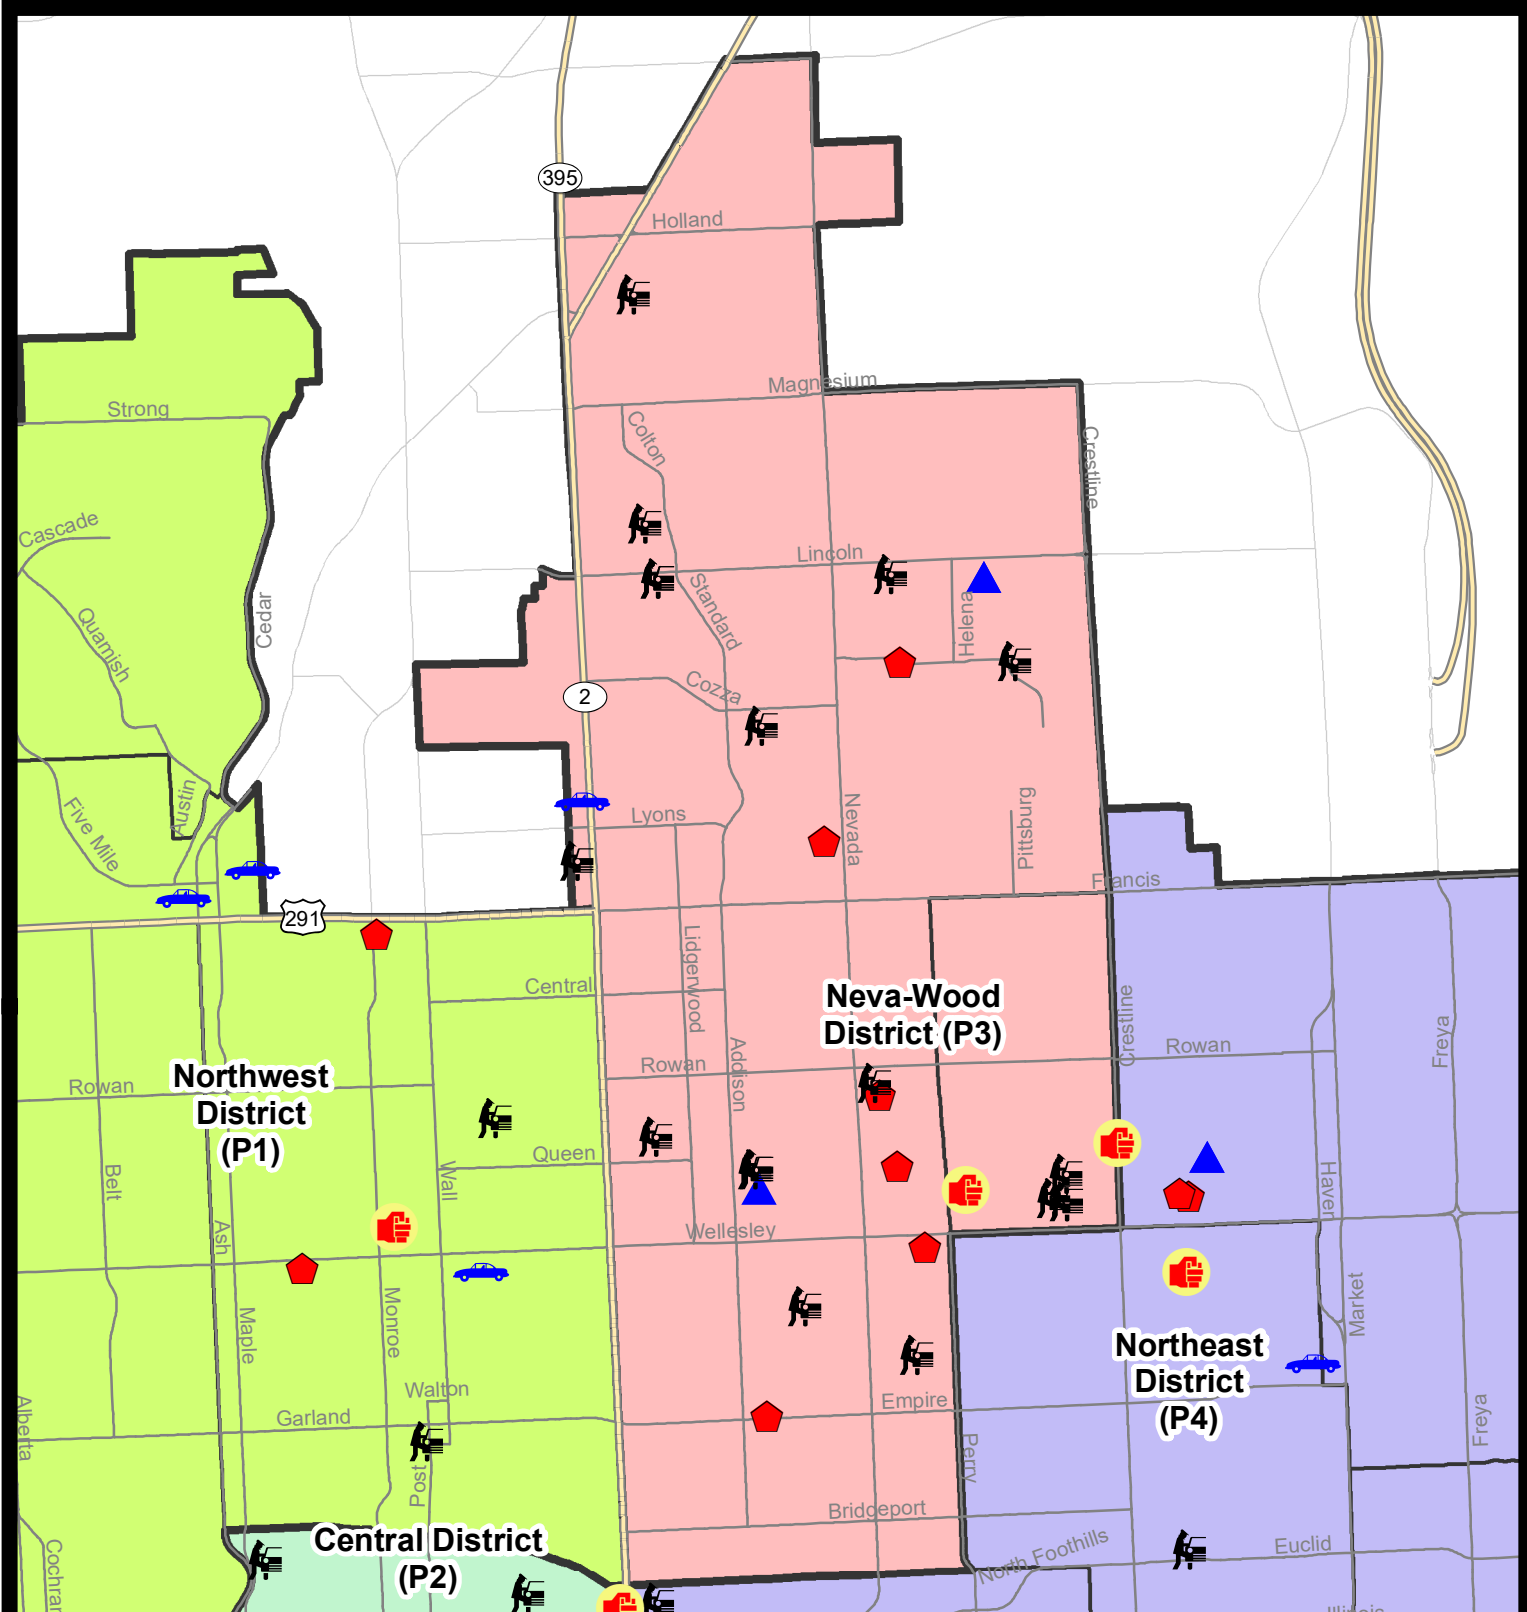 395
Holland
Magnesium
Strong
Colton
Crestline
Cascade
Lincoln
Quamish
Cedar
Standard
Helena
Cozza
2
Five Mile
Austin
Lyons
Nevada
Pittsburg
Francis
291
Lidgerwood
Central
Neva-Wood
District (P3)
Crestline
Freya
Addison
Rowan
Rowan
Northwest
District
(P1)
Rowan
Belt
Wall
Queen
Haven
Ash
Wellesley
Maple
Monroe
Market
Northeast
District
(P4)
Walton
Garland
Empire
Alberta
Post
Perry
Freya
Bridgeport
Central District
(P2)
North Foothills
Euclid
Cochran
Illinois